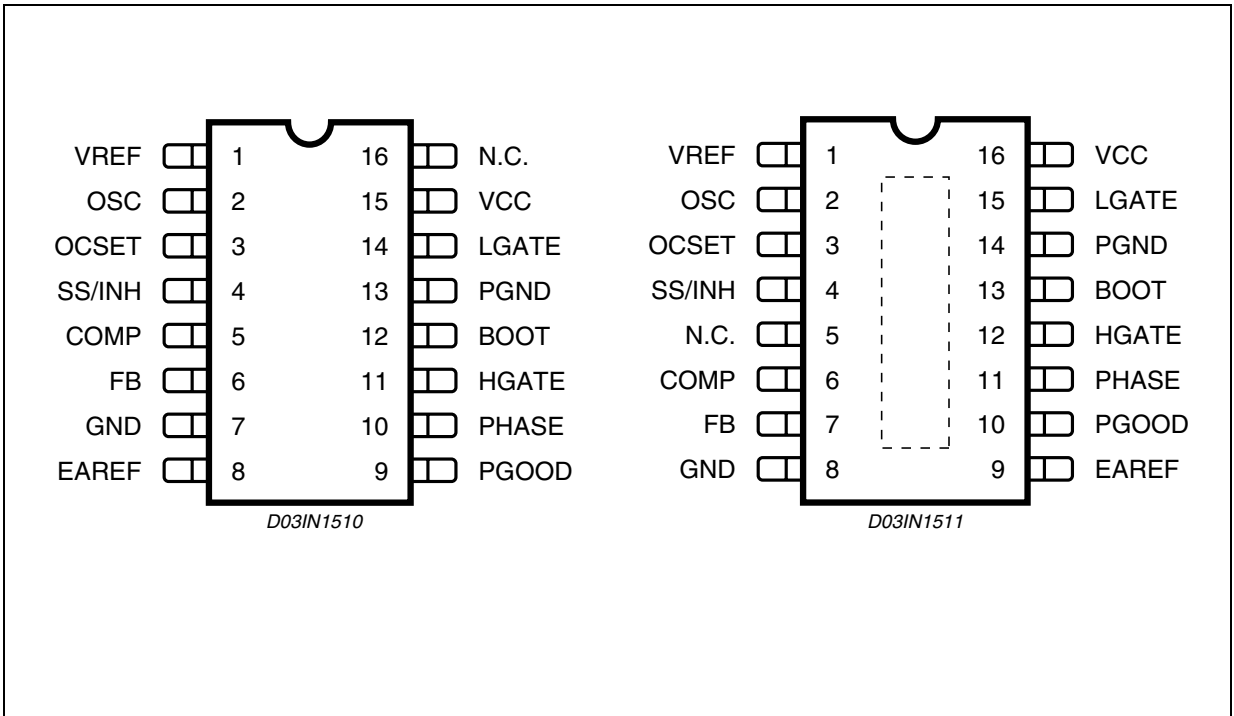 VREF 1 16 N.C.
OSC 2 15 VCC
OCSET 3 14 LGATE
SS/INH 4 13 PGND
COMP 5 12 BOOT
FB 6 11 HGATE
GND 7 10 PHASE
EAREF 8 9 PGOOD
D03IN1510
VREF 1 16 VCC
OSC 2 15 LGATE
OCSET 3 14 PGND
SS/INH 4 13 BOOT
N.C. 5 12 HGATE
COMP 6 11 PHASE
FB 7 10 PGOOD
GND 8 9 EAREF
D03IN1511